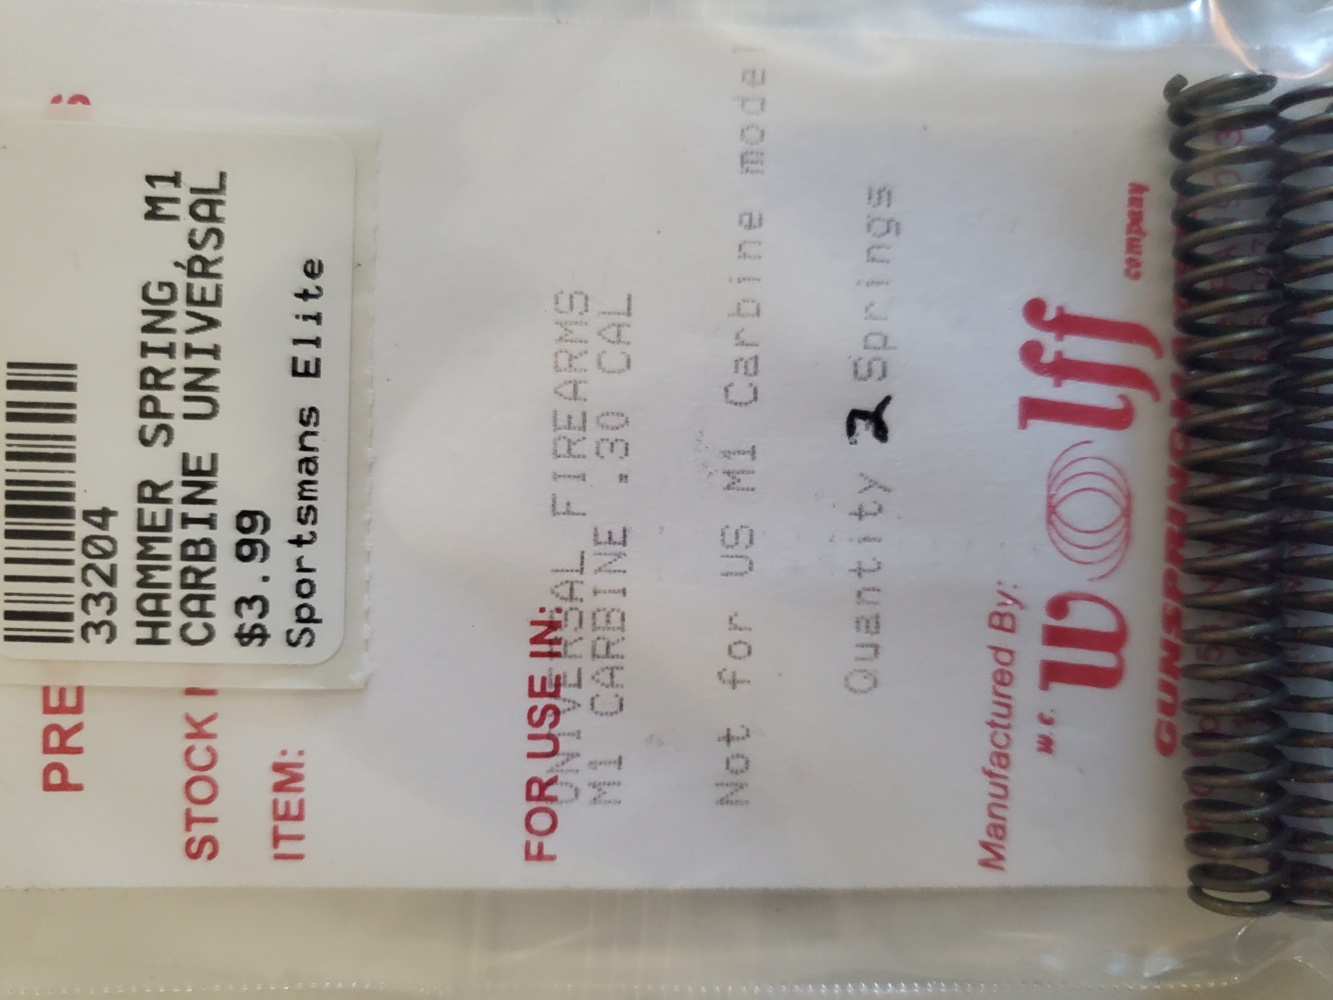 33204
HAMMER SPRING, M1
CARBINE UNIVERSAL
$3.99
Sportsmans Elite
PRE
STOCK
ITEM:
FOR USE IN:
UNIVERSAL FIREARMS
M1 CARBINE .30 CAL
Not for US M1 Carbine model
Quantity 2 Springs
Manufactured By:
W.C. Wolff company
GUNSPRING